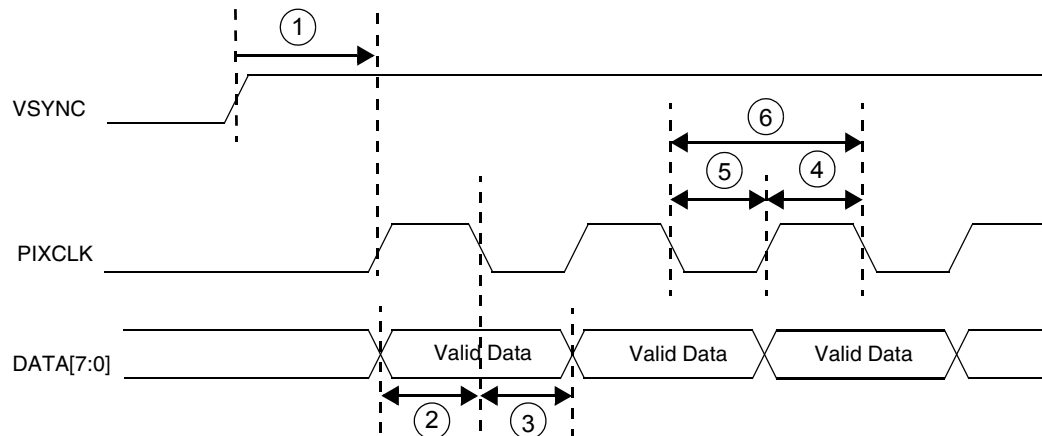 1
VSYNC
6
5 4
PIXCLK
DATA[7:0] Valid Data Valid Data Valid Data
2 3